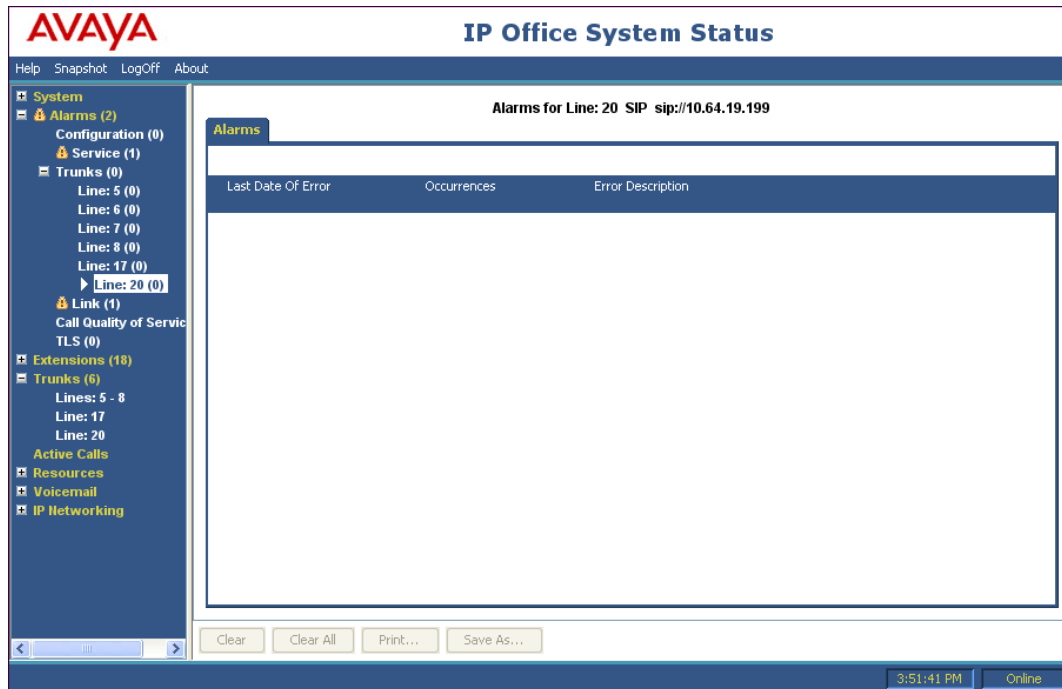 AVAYA
IP Office System Status
Help Snapshot LogOff About
System
Alarms (2)
Configuration (0)
Service (1)
Trunks (0)
Line: 5 (0)
Line: 6 (0)
Line: 7 (0)
Line: 8 (0)
Line: 17 (0)
Line: 20 (0)
Link (1)
Call Quality of Servic
TLS (0)
Extensions (18)
Trunks (6)
Lines: 5 - 8
Line: 17
Line: 20
Active Calls
Resources
Voicemail
IP Networking
Alarms for Line: 20 SIP sip://10.64.19.199
Alarms
Last Date Of Error Occurrences Error Description
Clear Clear All Print... Save As...
3:51:41 PM Online